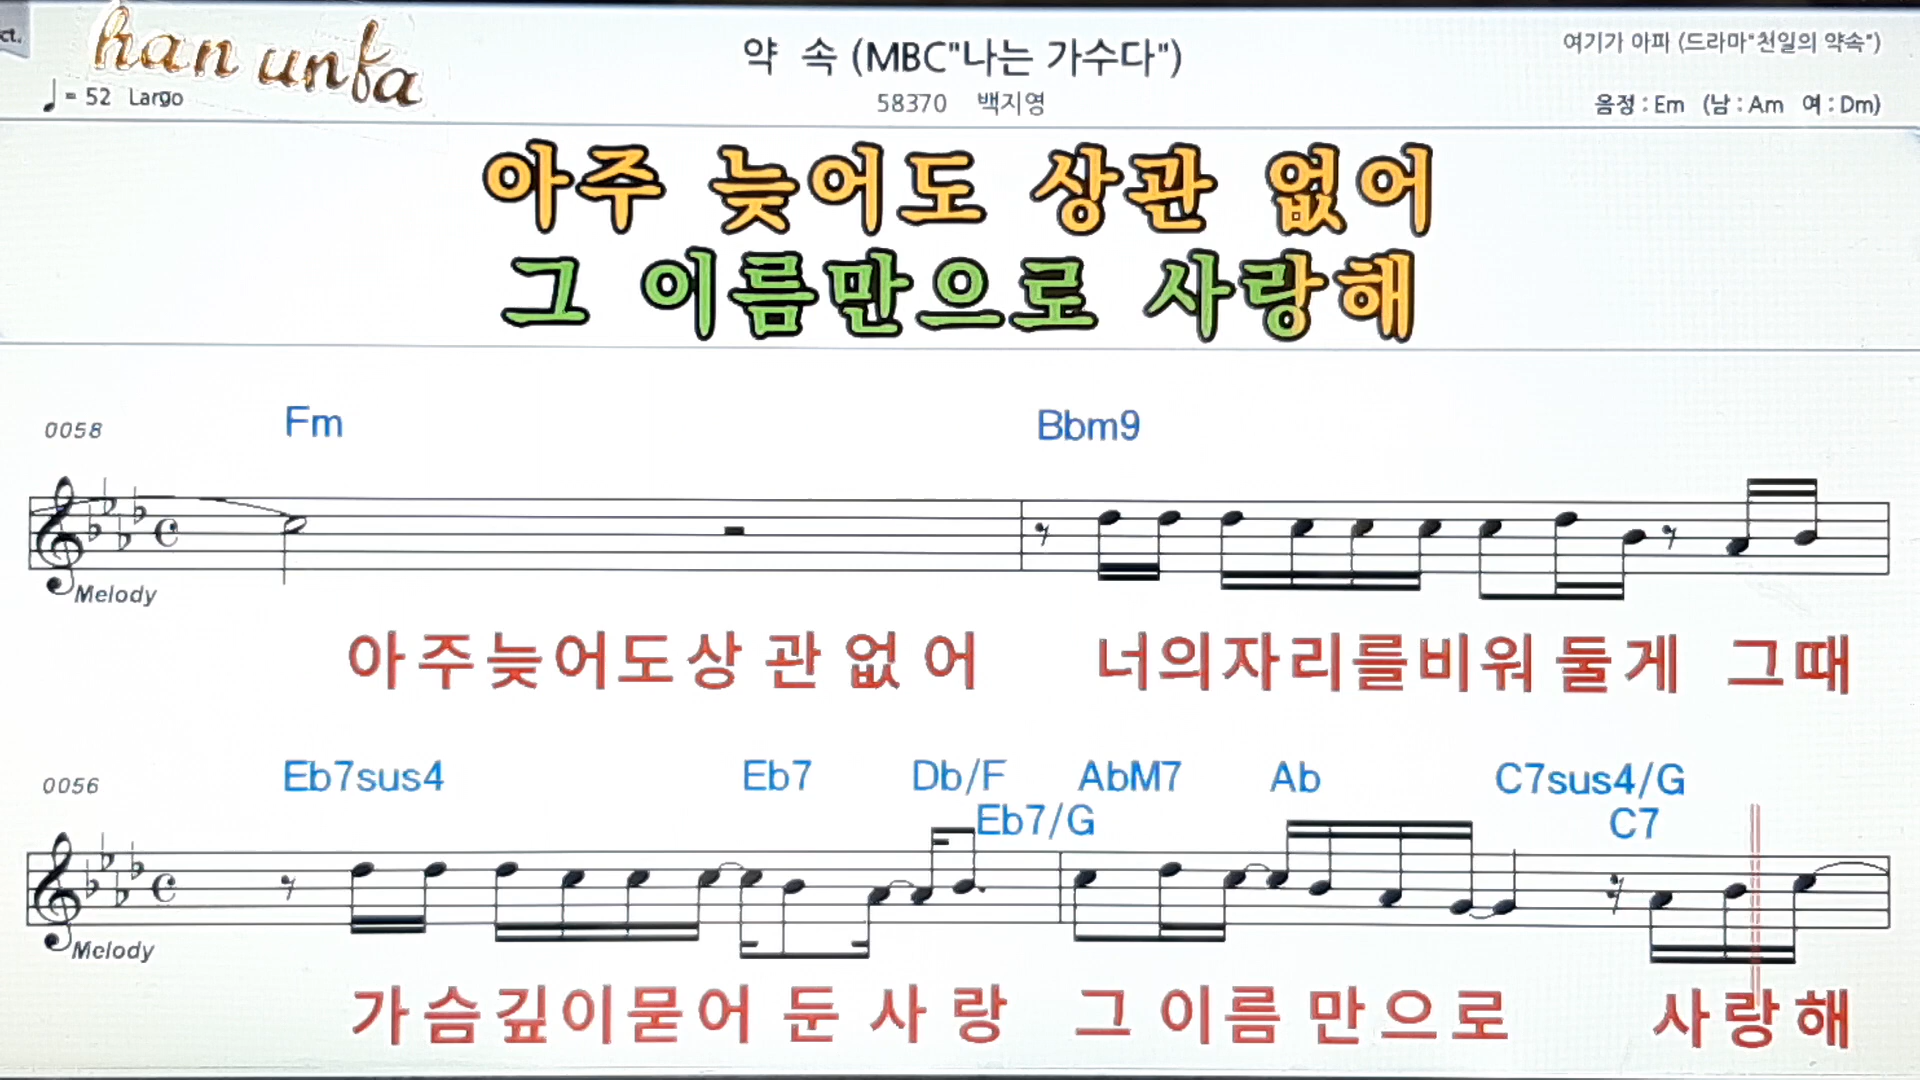 ct.
han unfa
약 속 (MBC"나는 가수다")
여기가 아파 (드라마"천일의 약속")
♩ = 52 Largo
58370 백지영
음정 : Em (남 : Am 여 : Dm)
아주 늦어도 상관 없어
그 이름만으로 사랑해
0058
Fm Bbm9
Melody
아주늦어도상관없어 너의자리를비워둘게 그때
0056
Eb7sus4 Eb7 Db/F AbM7 Ab C7sus4/G
Eb7/G C7
Melody
가슴깊이묻어둔사랑 그이름만으로 사랑해